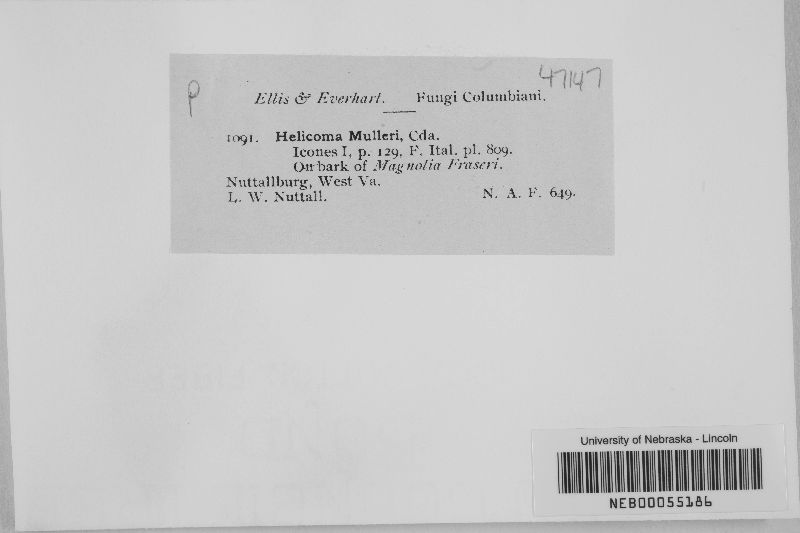 47147
p
Ellis & Everhart. Fungi Columbiani.
1091. Helicoma Mulleri, Cda.
Icones I, p. 129, F. Ital. pl. 809.
On bark of Magnolia Fraseri.
Nuttallburg, West Va.
L. W. Nuttall. N. A. F. 649.
University of Nebraska - Lincoln
NEB00055186